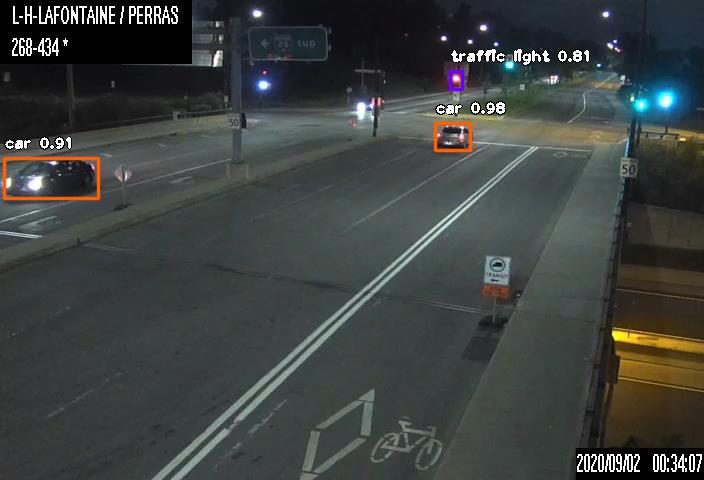 L-H-LAFONTAINE / PERRAS
268-434 *
25 SUD
traffic light 0.81
car 0.98
car 0.91
50
50
TRANSIT
2020/09/02 00:34:07